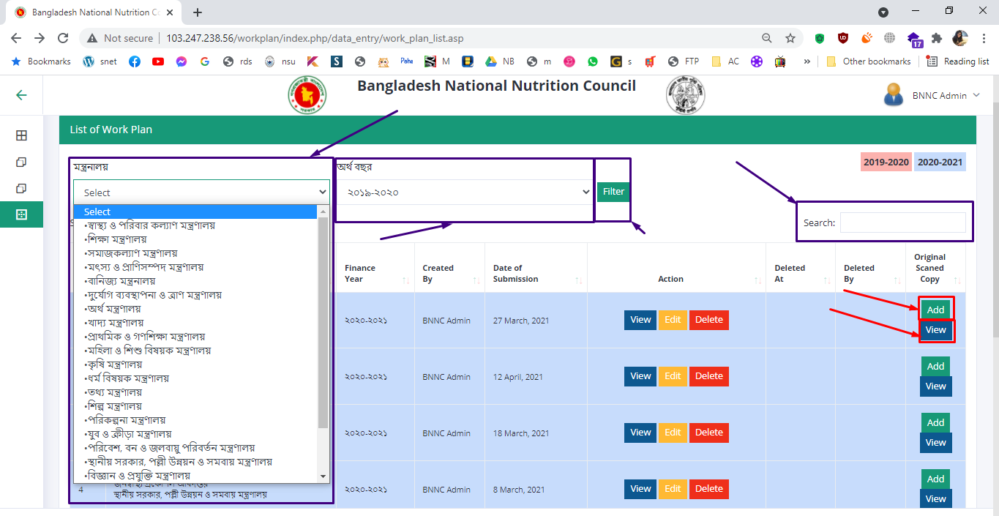 Bangladesh National Nutrition Co
Not secure
103.247.238.56/workplan/index.php/data_entry/work_plan_list.asp
17
Bookmarks
snet
rds
nsu
Pathe
M
NB
m
s
FTP
AC
»
Other bookmarks
Reading list
Bangladesh National Nutrition Council
BNNC Admin
List of Work Plan
মন্ত্রনালয়
অর্থ বছর
2019-2020
2020-2021
Select
২০১৯-২০২০
Filter
Search:
Select
•স্বাস্থ্য ও পরিবার কল্যাণ মন্ত্রণালয়
•শিক্ষা মন্ত্রণালয়
•সমাজকল্যাণ মন্ত্রণালয়
•মৎস্য ও প্রাণিসম্পদ মন্ত্রণালয়
•বানিজ্য মন্ত্রনালয়
•দুর্যোগ ব্যবস্থাপনা ও ত্রাণ মন্ত্রণালয়
•অর্থ মন্ত্রণালয়
•খাদ্য মন্ত্রণালয়
•প্রাথমিক ও গণশিক্ষা মন্ত্রণালয়
•মহিলা ও শিশু বিষয়ক মন্ত্রণালয়
•কৃষি মন্ত্রণালয়
•ধর্ম বিষয়ক মন্ত্রণালয়
•তথ্য মন্ত্রণালয়
•শিল্প মন্ত্রণালয়
•পরিকল্পনা মন্ত্রণালয়
•যুব ও ক্রীড়া মন্ত্রণালয়
•পরিবেশ, বন ও জলবায়ু পরিবর্তন মন্ত্রণালয়
•স্থানীয় সরকার, পল্লী উন্নয়ন ও সমবায় মন্ত্রণালয়
•বিজ্ঞান ও প্রযুক্তি মন্ত্রণালয়
Finance Year
Created By
Date of Submission
Action
Deleted At
Deleted By
Original Scaned Copy
২০২০-২০২১ BNNC Admin 27 March, 2021 View Edit Delete Add
View
২০২০-২০২১ BNNC Admin 12 April, 2021 View Edit Delete Add
View
২০২০-২০২১ BNNC Admin 18 March, 2021 View Edit Delete Add
View
4
স্থানীয় সরকার, পল্লী উন্নয়ন ও সমবায় মন্ত্রণালয়
২০২০-২০২১ BNNC Admin 8 March, 2021 View Edit Delete Add
View